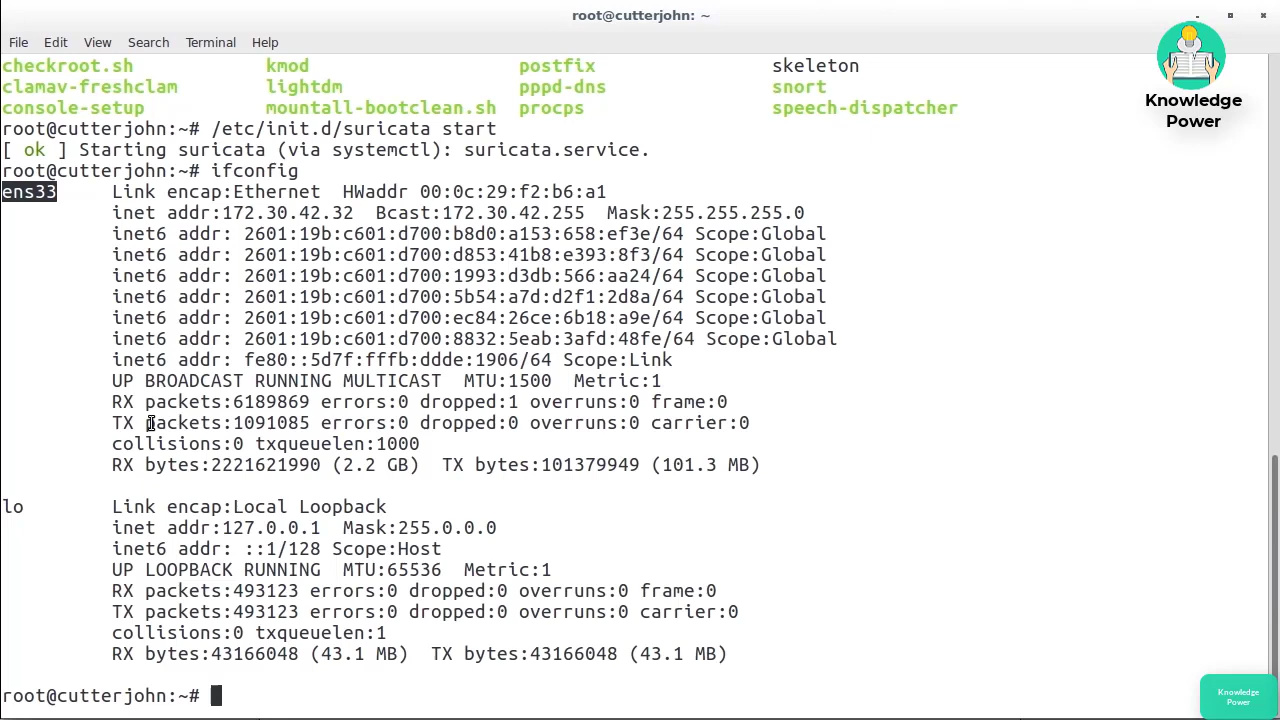 root@cutterjohn: ~
File Edit View Search Terminal Help
checkroot.sh kmod postfix skeleton
clamav-freshclam lightdm pppd-dns snort
console-setup mountall-bootclean.sh procps speech-dispatcher
root@cutterjohn:~# /etc/init.d/suricata start
[ ok ] Starting suricata (via systemctl): suricata.service.
root@cutterjohn:~# ifconfig
ens33 Link encap:Ethernet HWaddr 00:0c:29:f2:b6:a1
inet addr:172.30.42.32 Bcast:172.30.42.255 Mask:255.255.255.0
inet6 addr: 2601:19b:c601:d700:b8d0:a153:658:ef3e/64 Scope:Global
inet6 addr: 2601:19b:c601:d700:d853:41b8:e393:8f3/64 Scope:Global
inet6 addr: 2601:19b:c601:d700:1993:d3db:566:aa24/64 Scope:Global
inet6 addr: 2601:19b:c601:d700:5b54:a7d:d2f1:2d8a/64 Scope:Global
inet6 addr: 2601:19b:c601:d700:ec84:26ce:6b18:a9e/64 Scope:Global
inet6 addr: 2601:19b:c601:d700:8832:5eab:3afd:48fe/64 Scope:Global
inet6 addr: fe80::5d7f:fffb:ddde:1906/64 Scope:Link
UP BROADCAST RUNNING MULTICAST MTU:1500 Metric:1
RX packets:6189869 errors:0 dropped:1 overruns:0 frame:0
TX packets:1091085 errors:0 dropped:0 overruns:0 carrier:0
collisions:0 txqueuelen:1000
RX bytes:2221621990 (2.2 GB) TX bytes:101379949 (101.3 MB)
lo Link encap:Local Loopback
inet addr:127.0.0.1 Mask:255.0.0.0
inet6 addr: ::1/128 Scope:Host
UP LOOPBACK RUNNING MTU:65536 Metric:1
RX packets:493123 errors:0 dropped:0 overruns:0 frame:0
TX packets:493123 errors:0 dropped:0 overruns:0 carrier:0
collisions:0 txqueuelen:1
RX bytes:43166048 (43.1 MB) TX bytes:43166048 (43.1 MB)
root@cutterjohn:~#
Knowledge
Power
Knowledge
Power